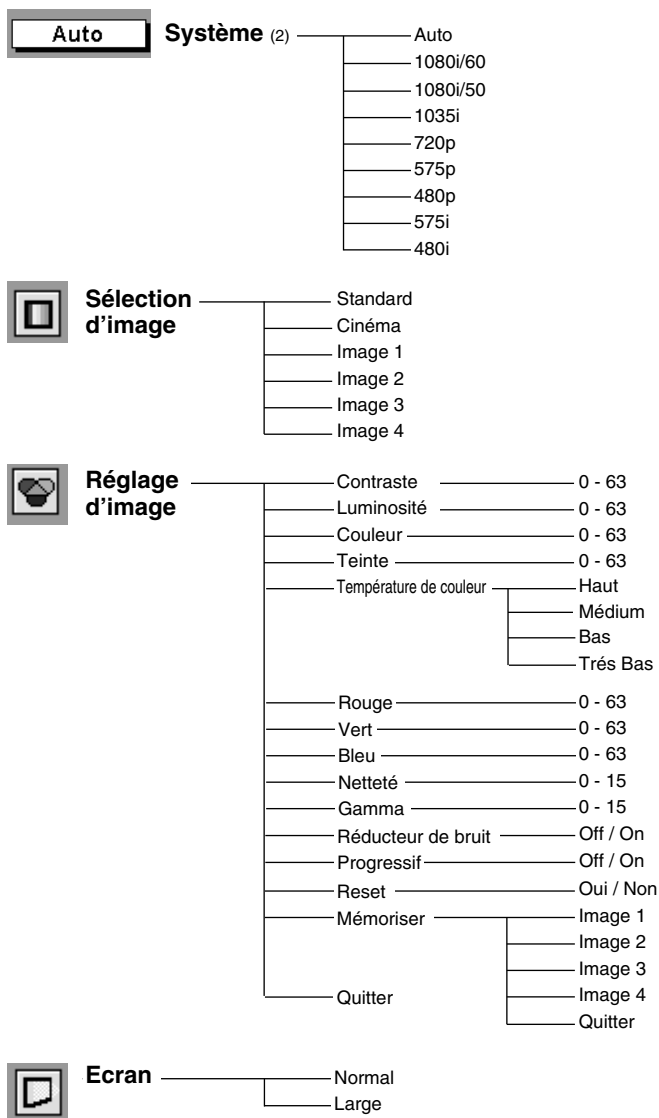 Auto Système (2) Auto
1080i/60
1080i/50
1035i
720p
575p
480p
575i
480i
Sélection d'image Standard
Cinéma
Image 1
Image 2
Image 3
Image 4
Réglage d'image Contraste 0 - 63
Luminosité 0 - 63
Couleur 0 - 63
Teinte 0 - 63
Température de couleur Haut
Médium
Bas
Trés Bas
Rouge 0 - 63
Vert 0 - 63
Bleu 0 - 63
Netteté 0 - 15
Gamma 0 - 15
Réducteur de bruit Off / On
Progressif Off / On
Reset Oui / Non
Mémoriser Image 1
Image 2
Image 3
Image 4
Quitter Quitter
Ecran Normal
Large